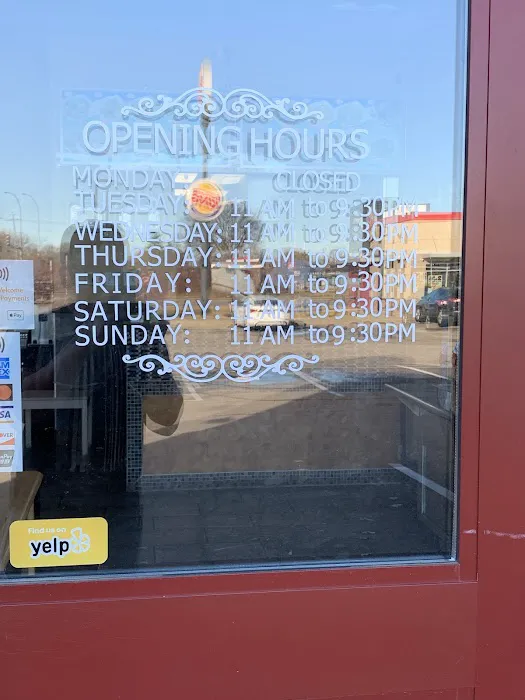 OPENING HOURS
MONDAY CLOSED
TUESDAY: 11 AM to 9:30PM
WEDNESDAY: 11 AM to 9:30PM
THURSDAY: 11 AM to 9:30PM
FRIDAY: 11 AM to 9:30PM
SATURDAY: 11 AM to 9:30PM
SUNDAY: 11 AM to 9:30PM
Pay
VISA
Find us on
yelp